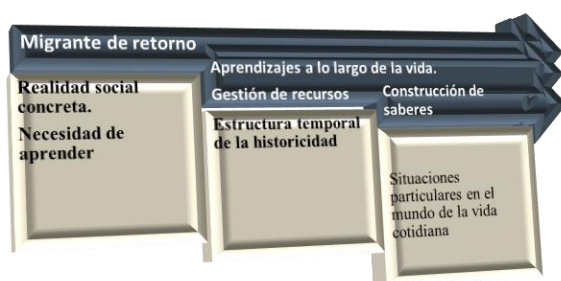 Migrante de retorno
Realidad social
concreta.
Necesidad de
aprender
Aprendizajes a lo largo de la vida.
Gestión de recursos
Estructura temporal
de la historicidad
Construcción de
saberes
Situaciones
particulares en el
mundo de la vida
cotidiana